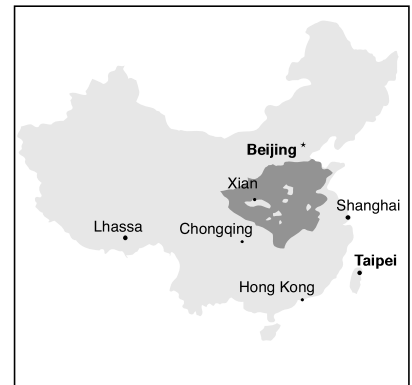 Beijing
Xian
Shanghai
Lhassa
Chongqing
Taipei
Hong Kong